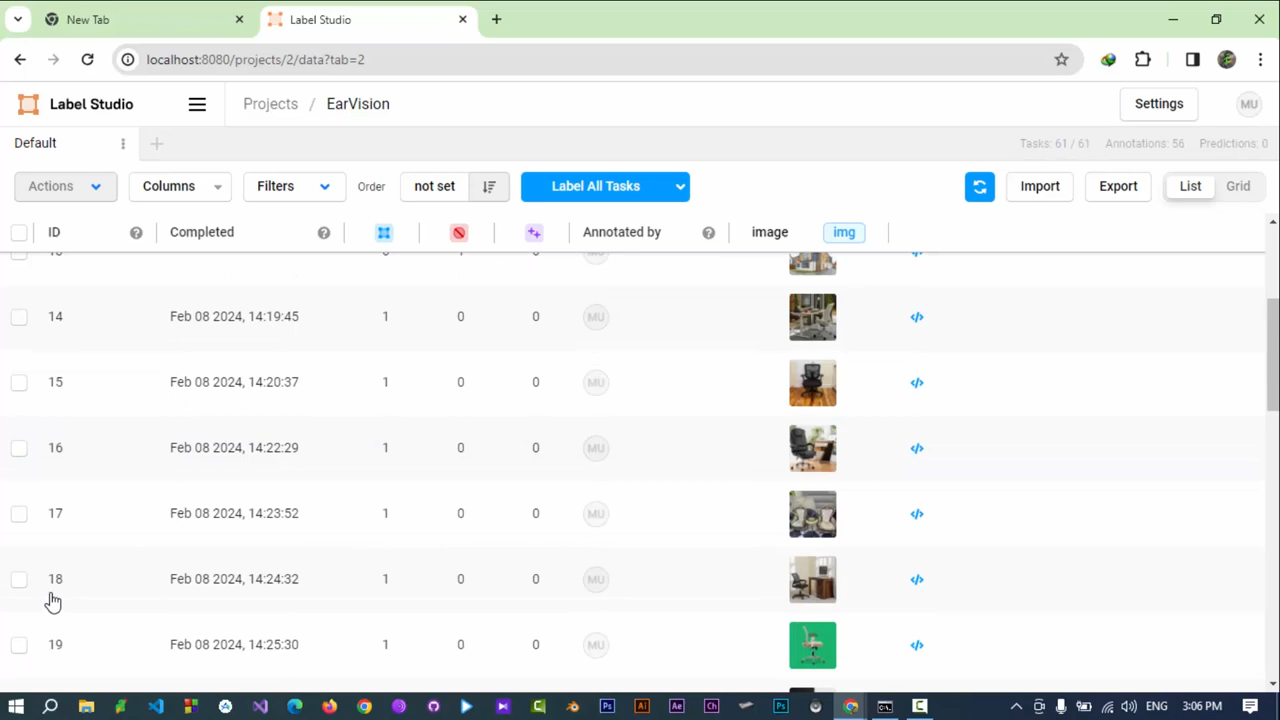 New Tab
Label Studio
localhost:8080/projects/2/data?tab=2
Label Studio
Projects / EarVision
Settings
MU
Default
Tasks: 61 / 61 Annotations: 56 Predictions: 0
Actions
Columns
Filters
Order
not set
Label All Tasks
Import
Export
List
Grid
ID
Completed
Annotated by
image
img
14 Feb 08 2024, 14:19:45 1 0 0 MU
15 Feb 08 2024, 14:20:37 1 0 0 MU
16 Feb 08 2024, 14:22:29 1 0 0 MU
17 Feb 08 2024, 14:23:52 1 0 0 MU
18 Feb 08 2024, 14:24:32 1 0 0 MU
19 Feb 08 2024, 14:25:30 1 0 0 MU
ENG
3:06 PM